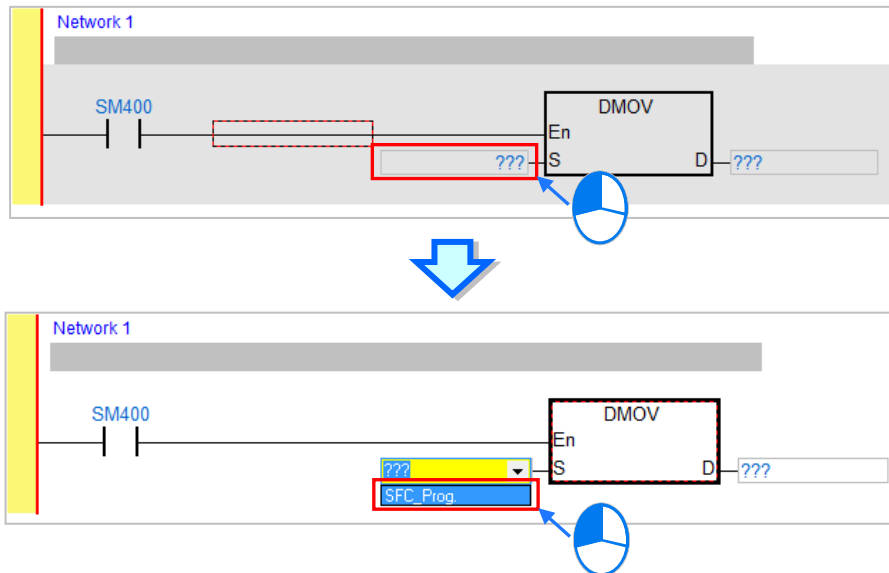 Network 1
SM400
DMOV
En
??? S D ???
Network 1
SM400
DMOV
En
??? S D ???
SFC_Prog.